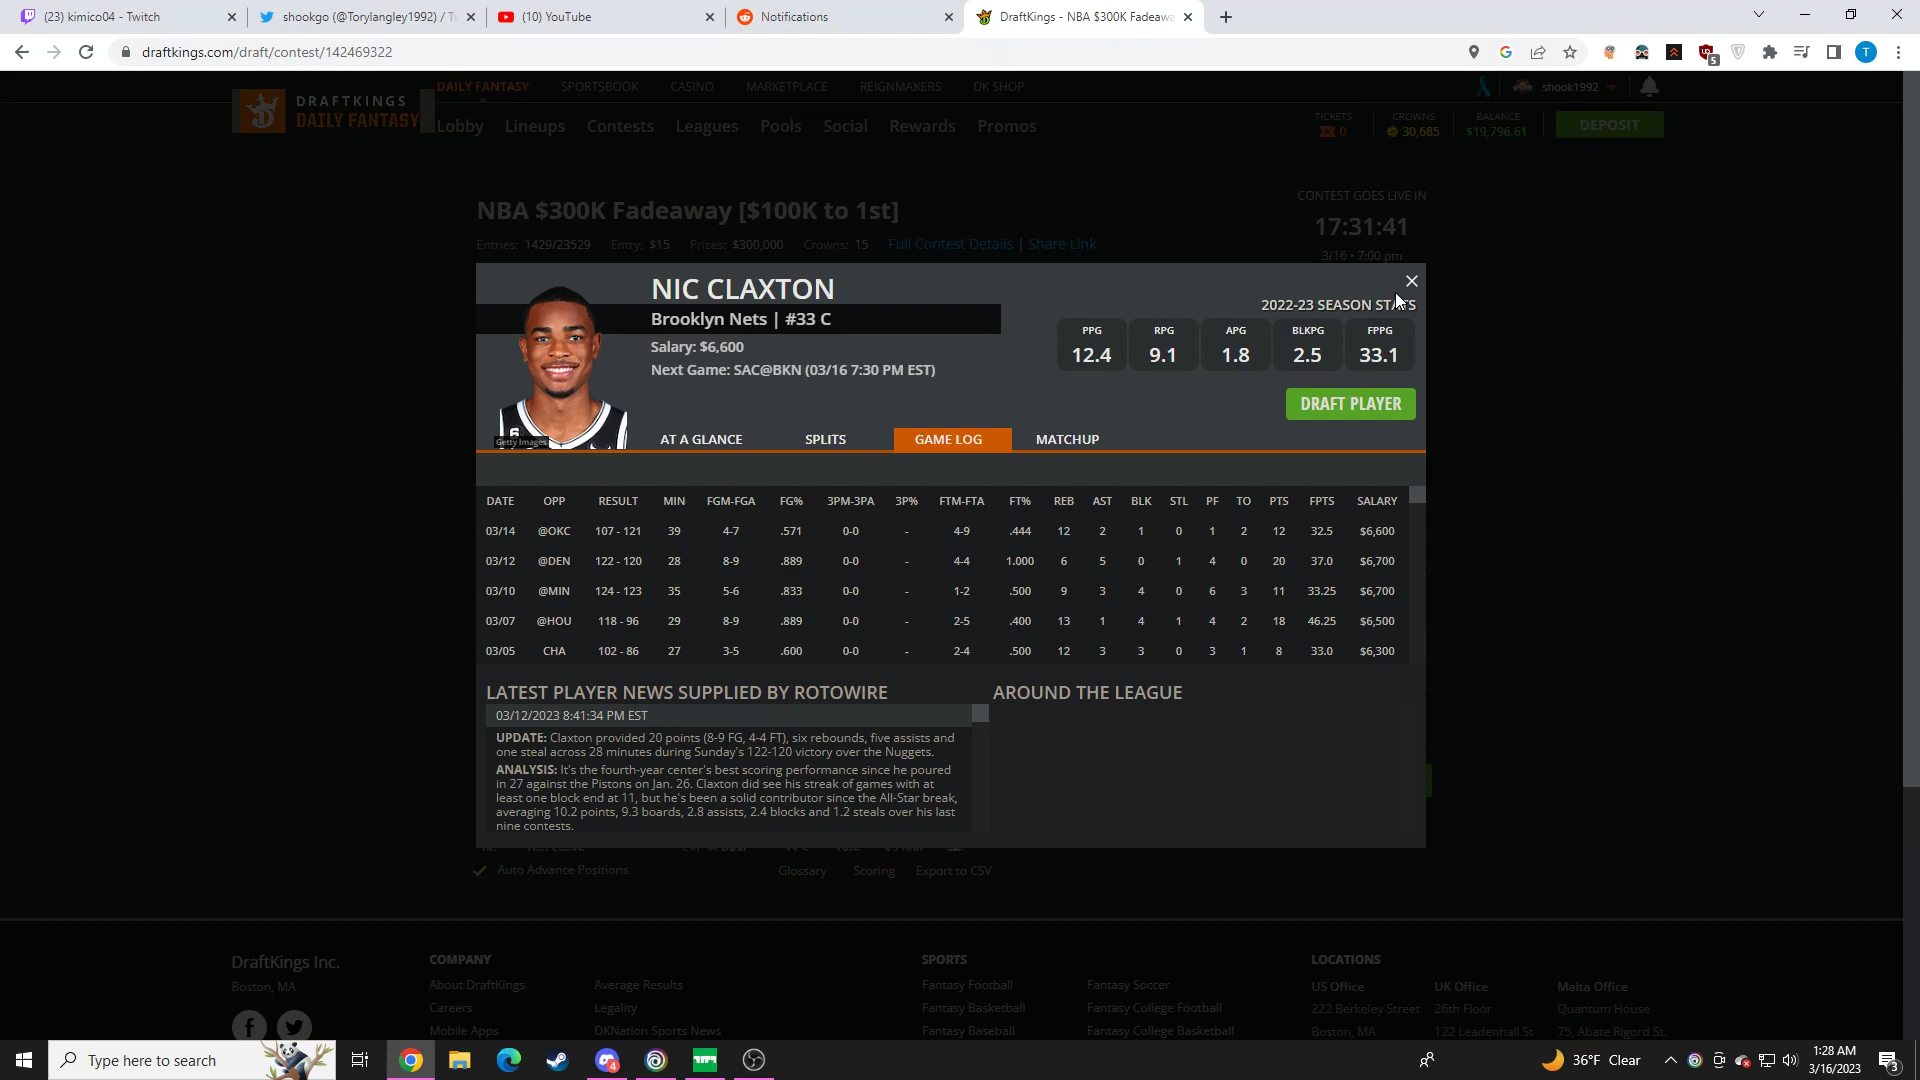 (23) kimico04 - Twitch
shookgo (@Torylangley1992) / Tw
(10) YouTube
Notifications
DraftKings - NBA $300K Fadeawa
draftkings.com/draft/contest/142469322
5
T
DAILY FANTASY SPORTSBOOK CASINO MARKETPLACE REIGNMAKERS DK SHOP
shook1992
DRAFTKINGS
DAILY FANTASY
Lobby Lineups Contests Leagues Pools Social Rewards Promos
TICKETS CROWNS BALANCE
0 30,685 $19,796.61
DEPOSIT
NBA $300K Fadeaway [$100K to 1st]
CONTEST GOES LIVE IN
17:31:41
Entries: 1429/23529 Entry: $15 Prizes: $300,000 Crowns: 15 Full Contest Details | Share Link
3/16 • 7:00 pm
NIC CLAXTON
Brooklyn Nets | #33 C
Salary: $6,600
Next Game: SAC@BKN (03/16 7:30 PM EST)
2022-23 SEASON STATS
PPG RPG APG BLKPG FPPG
12.4 9.1 1.8 2.5 33.1
DRAFT PLAYER
Getty Images
AT A GLANCE SPLITS GAME LOG MATCHUP
DATE OPP RESULT MIN FGM-FGA FG% 3PM-3PA 3P% FTM-FTA FT% REB AST BLK STL PF TO PTS FPTS SALARY
03/14 @OKC 107 - 121 39 4-7 .571 0-0 - 4-9 .444 12 2 1 0 1 2 12 32.5 $6,600
03/12 @DEN 122 - 120 28 8-9 .889 0-0 - 4-4 1.000 6 5 0 1 4 0 20 37.0 $6,700
03/10 @MIN 124 - 123 35 5-6 .833 0-0 - 1-2 .500 9 3 4 0 6 3 11 33.25 $6,700
03/07 @HOU 118 - 96 29 8-9 .889 0-0 - 2-5 .400 13 1 4 1 4 2 18 46.25 $6,500
03/05 CHA 102 - 86 27 3-5 .600 0-0 - 2-4 .500 12 3 3 0 3 1 8 33.0 $6,300
LATEST PLAYER NEWS SUPPLIED BY ROTOWIRE
AROUND THE LEAGUE
03/12/2023 8:41:34 PM EST
UPDATE: Claxton provided 20 points (8-9 FG, 4-4 FT), six rebounds, five assists and
one steal across 28 minutes during Sunday's 122-120 victory over the Nuggets.
ANALYSIS: It's the fourth-year center's best scoring performance since he poured
in 27 against the Pistons on Jan. 26. Claxton did see his streak of games with at
least one block end at 11, but he's been a solid contributor since the All-Star break,
averaging 10.2 points, 9.3 boards, 2.8 assists, 2.4 blocks and 1.2 steals over his last
nine contests.
Auto Advance Positions Glossary Scoring Export to CSV
DraftKings Inc.
Boston, MA
COMPANY
About DraftKings Average Results
Careers Legality
Mobile Apps DKNation Sports News
SPORTS
Fantasy Football Fantasy Soccer
Fantasy Basketball Fantasy College Football
Fantasy Baseball Fantasy College Basketball
LOCATIONS
US Office UK Office Malta Office
222 Berkeley Street 26th Floor Quantum House
Boston, MA 122 Leadenhall St. 75, Abate Rigord St.
Type here to search
4
36°F Clear
1:28 AM
3/16/2023
3